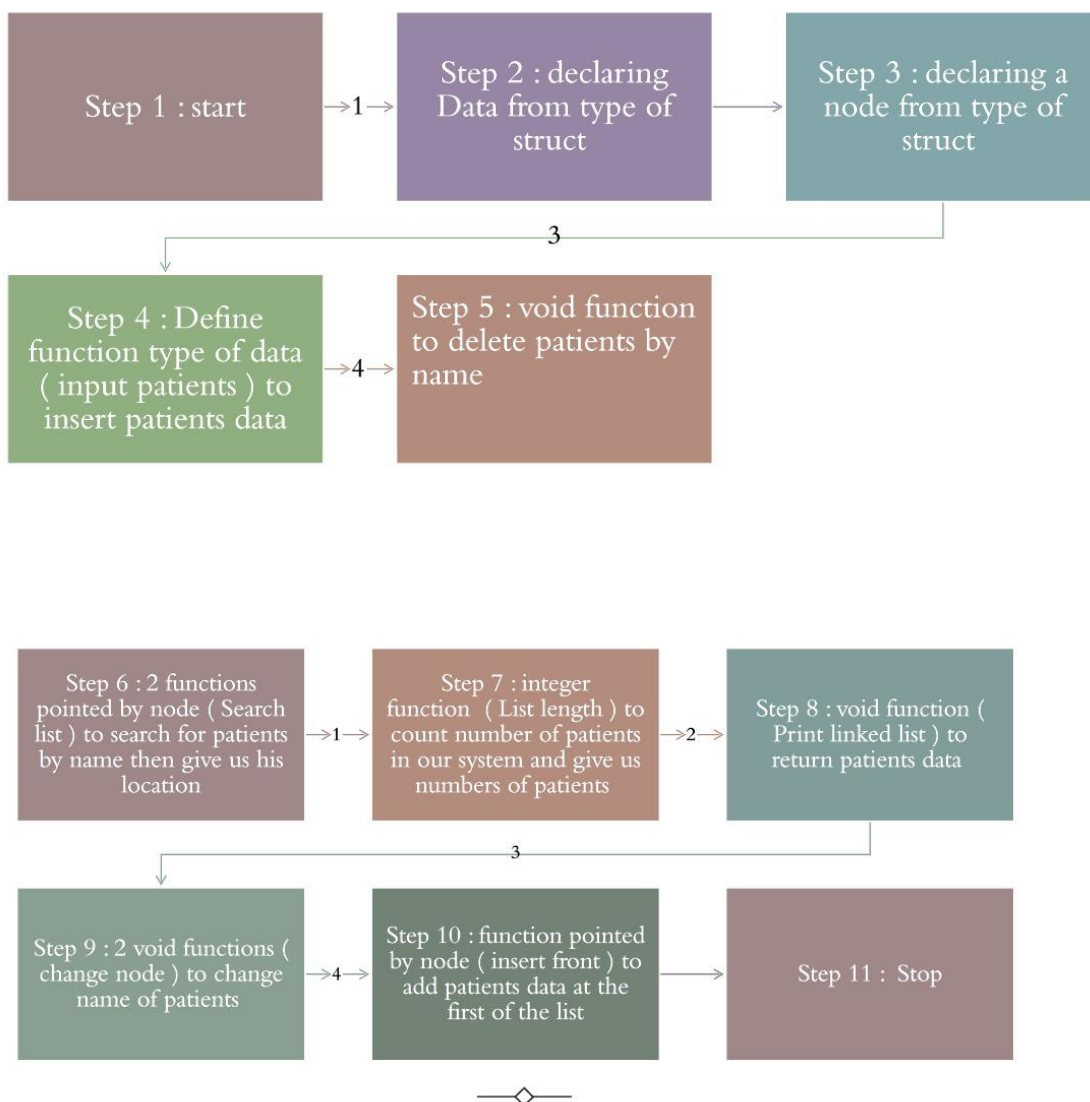 Step 1 : start
1
Step 2 : declaring
Data from type of
struct
Step 3 : declaring a
node from type of
struct
3
Step 4 : Define
function type of data
( input patients ) to
insert patients data
4
Step 5 : void function
to delete patients by
name
Step 6 : 2 functions
pointed by node ( Search
list ) to search for patients
by name then give us his
location
1
Step 7 : integer
function ( List length ) to
count number of patients
in our system and give us
numbers of patients
2
Step 8 : void function (
Print linked list ) to
return patients data
3
Step 9 : 2 void functions (
change node ) to change
name of patients
4
Step 10 : function pointed
by node ( insert front ) to
add patients data at the
first of the list
Step 11 : Stop